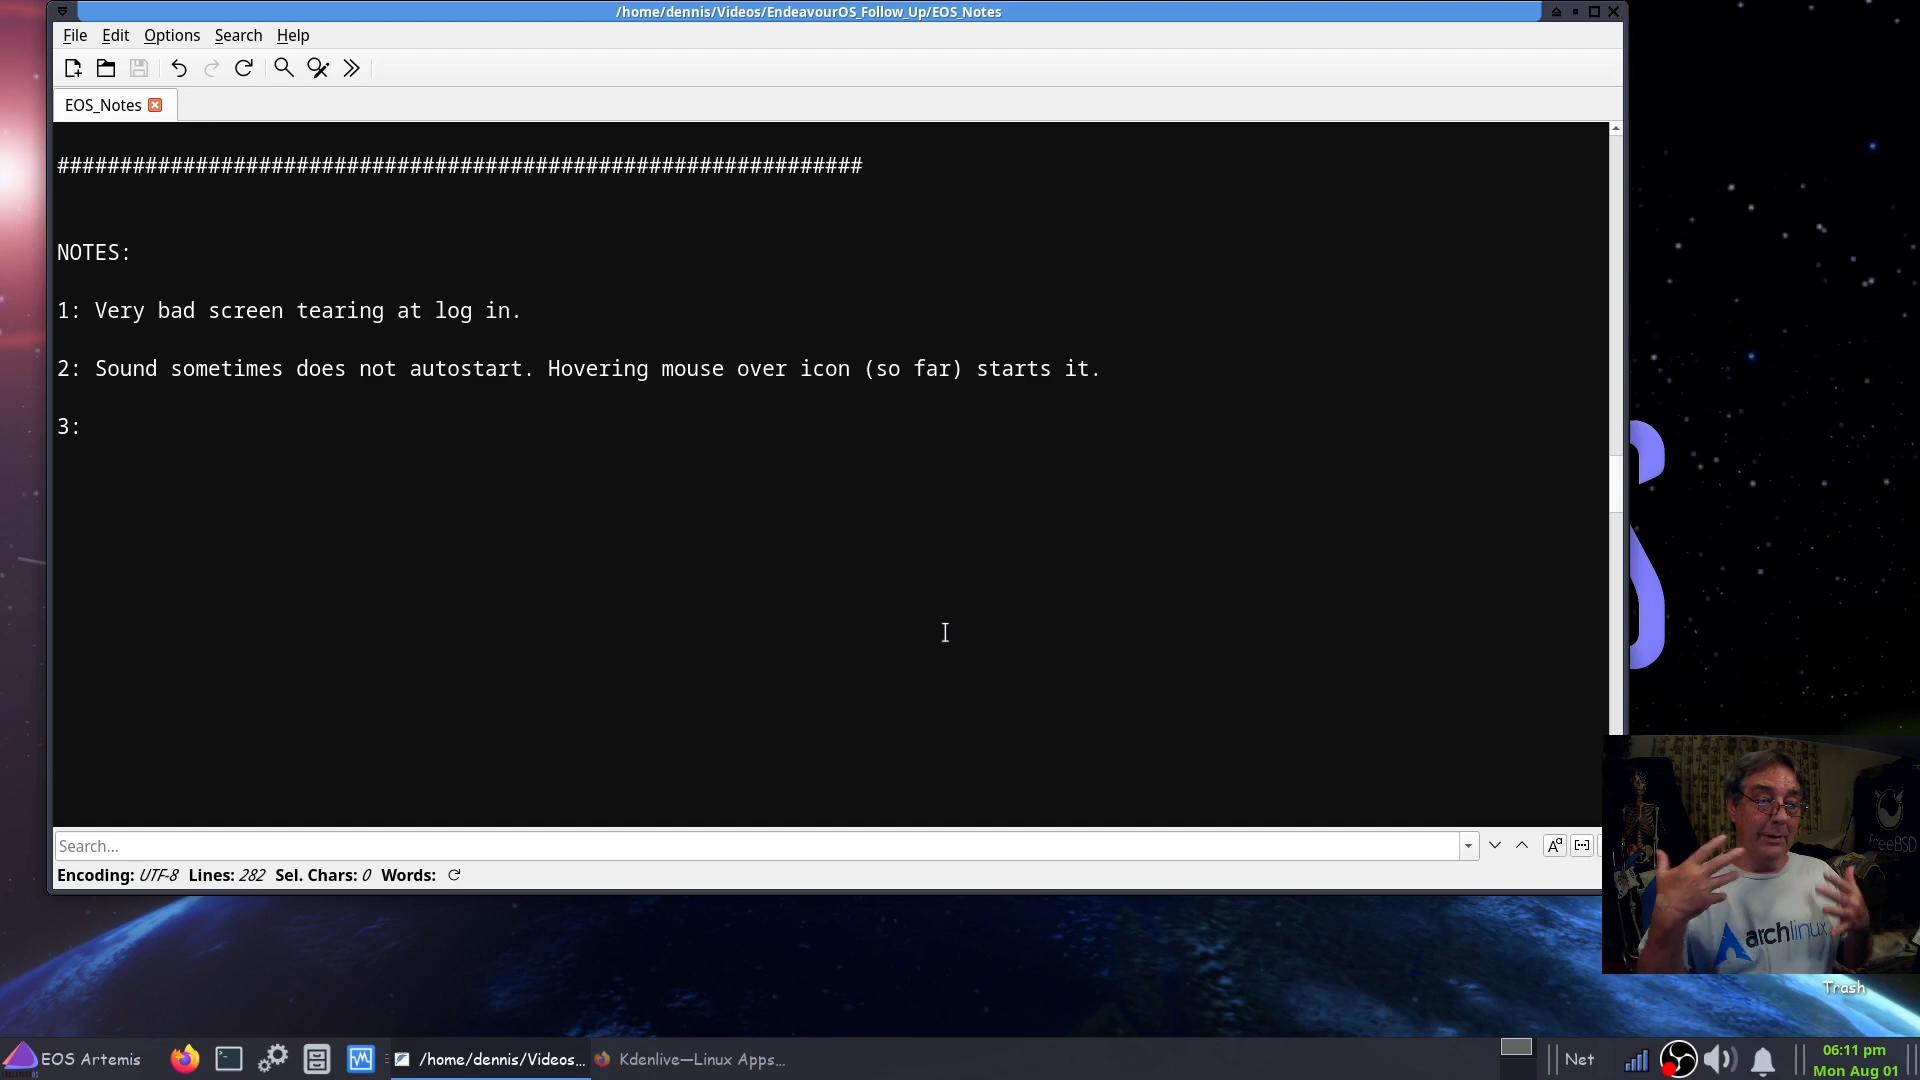 /home/dennis/Videos/EndeavourOS_Follow_Up/EOS_Notes
File Edit Options Search Help
EOS_Notes
################################################################
NOTES:
1: Very bad screen tearing at log in.
2: Sound sometimes does not autostart. Hovering mouse over icon (so far) starts it.
3:
Search...
Encoding: UTF-8 Lines: 282 Sel. Chars: 0 Words:
freeBSD
archlinux
Trash
EOS Artemis
/home/dennis/Videos...
Kdenlive—Linux Apps...
Net
06:11 pm
Mon Aug 01